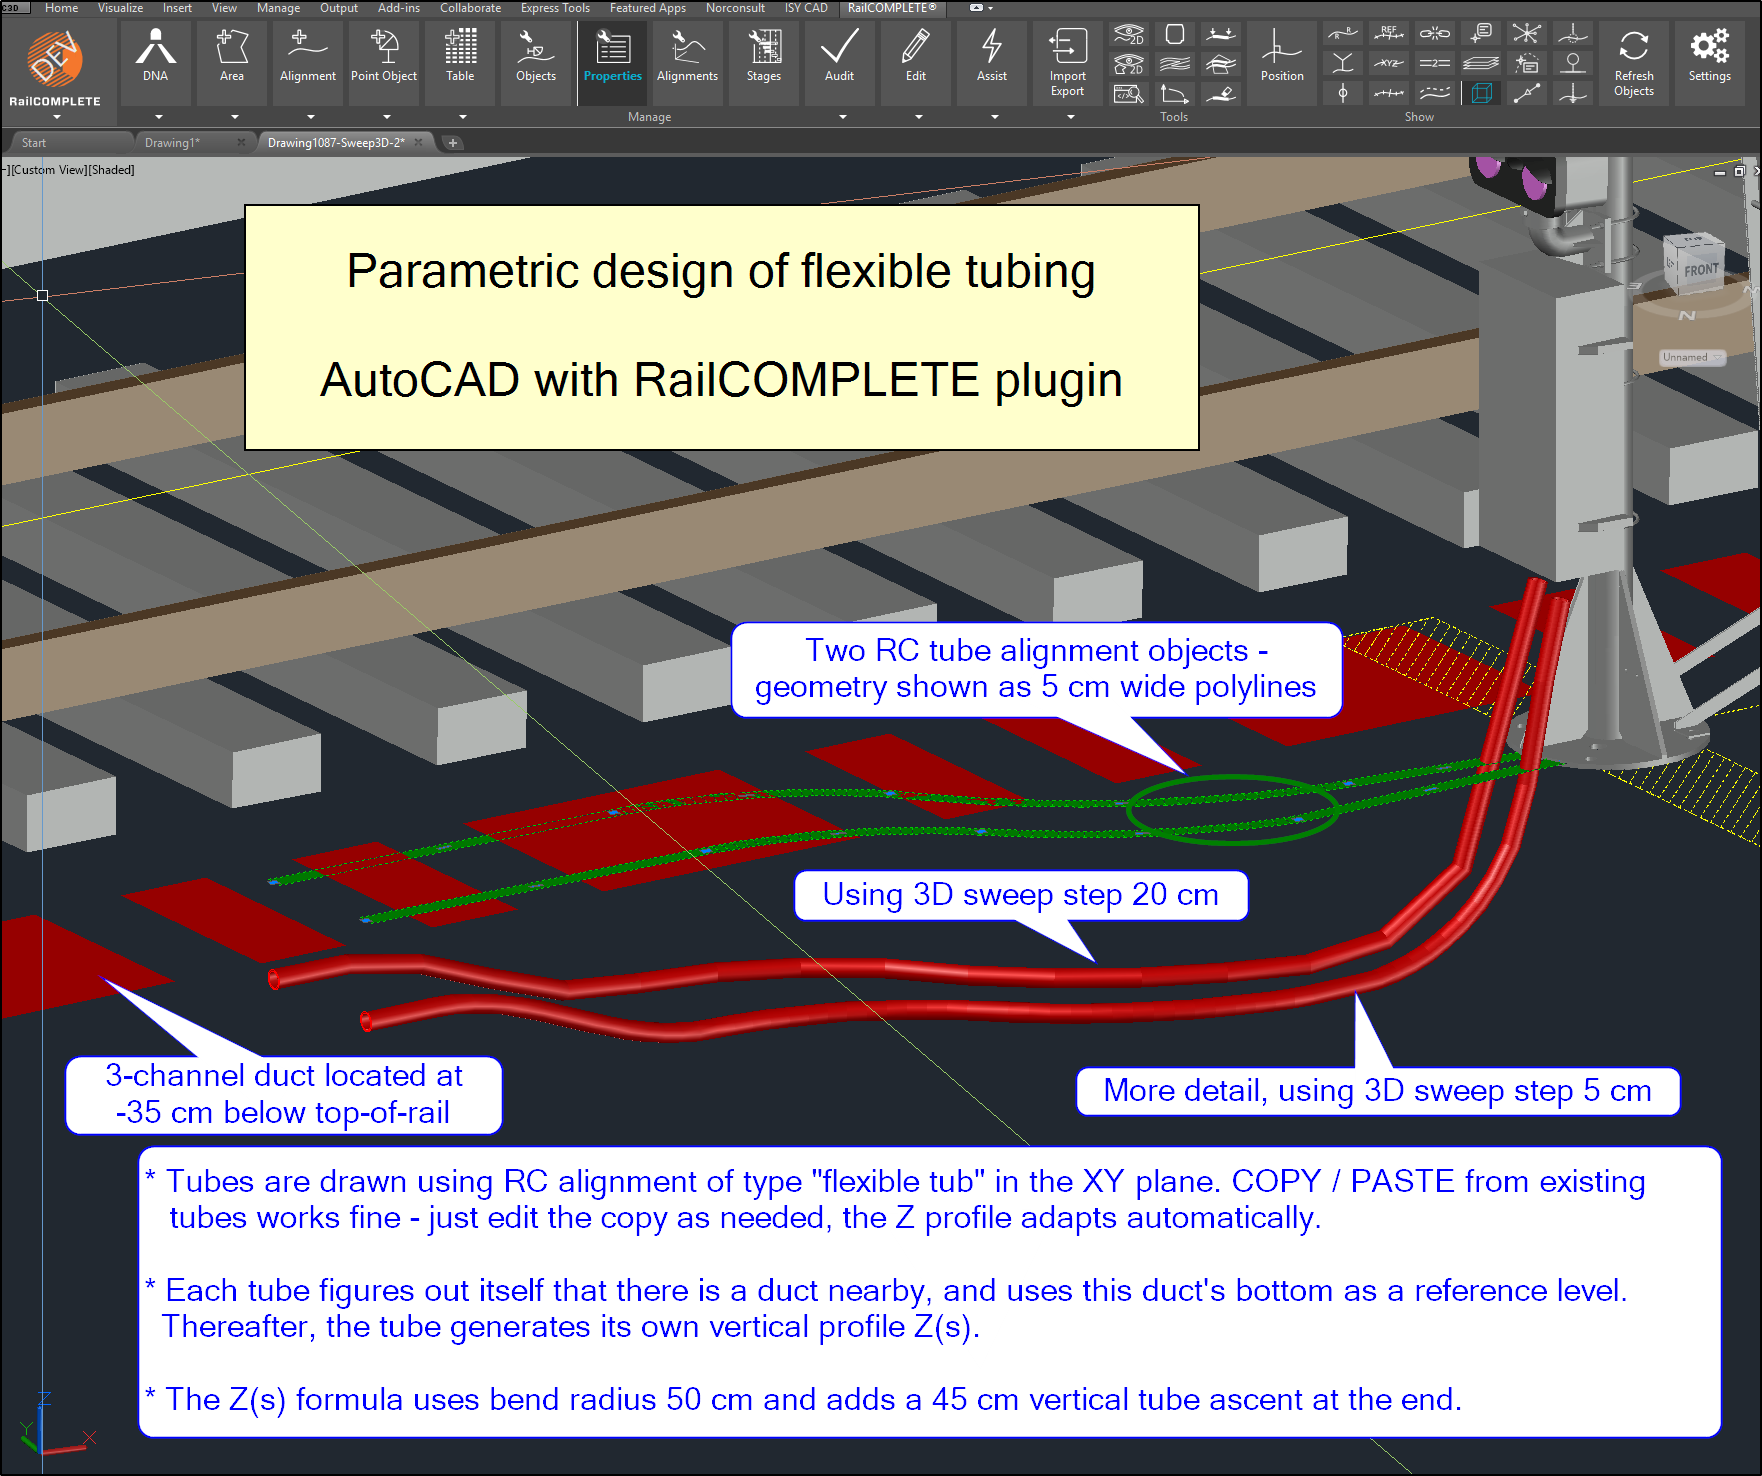 C3D
Home Visualize Insert View Manage Output Add-ins Collaborate Express Tools Featured Apps Norconsult ISY CAD RailCOMPLETE®
DEV
RailCOMPLETE
DNA
Area
Alignment
Point Object
Table
Objects
Properties
Alignments
Stages
Audit
Edit
Assist
Import
Export
2D
2D
Position
REF
XYZ
=2=
Refresh
Objects
Settings
Manage
Tools
Show
Start
Drawing1*
Drawing1087-Sweep3D-2*
-][Custom View][Shaded]
TOP
FRONT
N
Unnamed
Parametric design of flexible tubing
AutoCAD with RailCOMPLETE plugin
Two RC tube alignment objects -
geometry shown as 5 cm wide polylines
Using 3D sweep step 20 cm
3-channel duct located at
-35 cm below top-of-rail
More detail, using 3D sweep step 5 cm
* Tubes are drawn using RC alignment of type "flexible tub" in the XY plane. COPY / PASTE from existing
tubes works fine - just edit the copy as needed, the Z profile adapts automatically.
* Each tube figures out itself that there is a duct nearby, and uses this duct's bottom as a reference level.
Thereafter, the tube generates its own vertical profile Z(s).
* The Z(s) formula uses bend radius 50 cm and adds a 45 cm vertical tube ascent at the end.
Z
Y
X